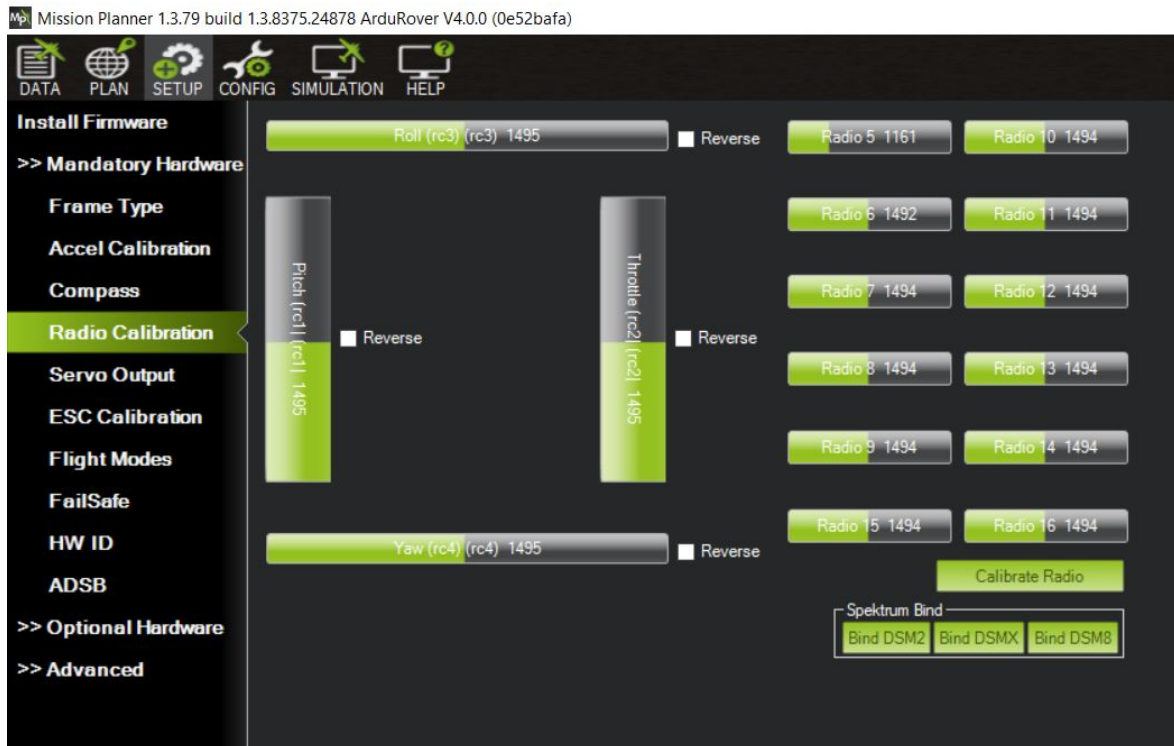 Mission Planner 1.3.79 build 1.3.8375.24878 ArduRover V4.0.0 (0e52bafa)
DATA PLAN SETUP CONFIG SIMULATION HELP
Install Firmware
>> Mandatory Hardware
Frame Type
Accel Calibration
Compass
Radio Calibration
Servo Output
ESC Calibration
Flight Modes
FailSafe
HW ID
ADSB
>> Optional Hardware
>> Advanced
Roll (rc3) (rc3) 1495
Reverse
Pitch (rc1| (rc1| 1495
Reverse
Throttle (rc2| (rc2| 1495
Reverse
Yaw (rc4) (rc4) 1495
Reverse
Radio 5 1161
Radio 10 1494
Radio 6 1492
Radio 11 1494
Radio 7 1494
Radio 12 1494
Radio 8 1494
Radio 13 1494
Radio 9 1494
Radio 14 1494
Radio 15 1494
Radio 16 1494
Calibrate Radio
Spektrum Bind
Bind DSM2 Bind DSMX Bind DSM8